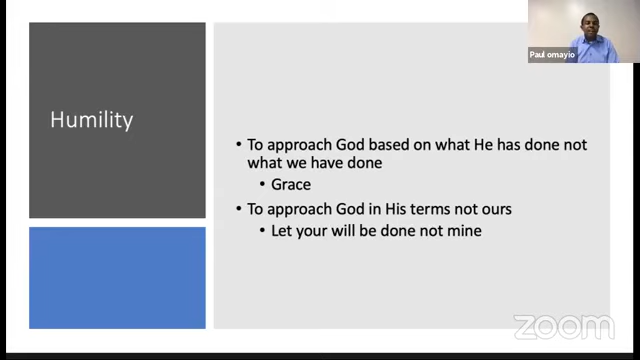 Paul omayio
Humility
• To approach God based on what He has done not
what we have done
• Grace
• To approach God in His terms not ours
• Let your will be done not mine
zoom